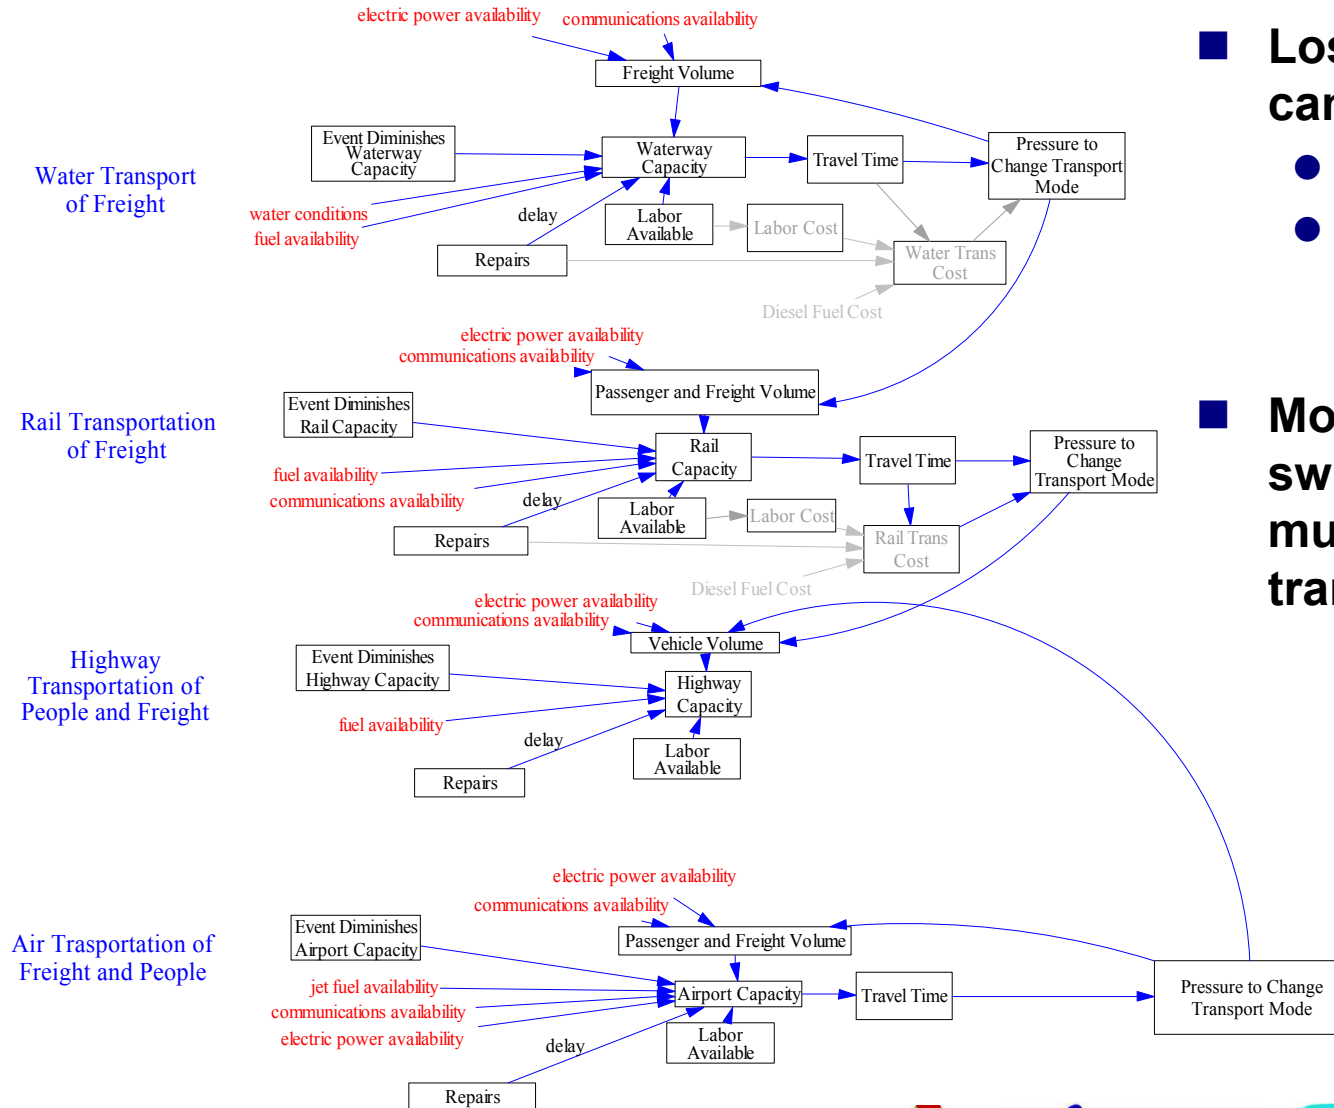 electric power availability
communications availability
Freight Volume
Event Diminishes
Waterway
Capacity
Waterway
Capacity
Travel Time
Pressure to
Change Transport
Mode
Water Transport
of Freight
water conditions
fuel availability
delay
Labor
Available
Labor Cost
Repairs
Water Trans
Cost
Diesel Fuel Cost
electric power availability
communications availability
Passenger and Freight Volume
Event Diminishes
Rail Capacity
Rail Transportation
of Freight
Rail
Capacity
Travel Time
Pressure to
Change
Transport Mode
fuel availability
communications availability
delay
Labor
Available
Labor Cost
Repairs
Rail Trans
Cost
Diesel Fuel Cost
electric power availability
communications availability
Vehicle Volume
Event Diminishes
Highway Capacity
Highway
Transportation of
People and Freight
Highway
Capacity
fuel availability
delay
Labor
Available
Repairs
electric power availability
communications availability
Passenger and Freight Volume
Event Diminishes
Airport Capacity
Air Trasportation of
Freight and People
jet fuel availability
communications availability
electric power availability
Airport Capacity
Travel Time
Pressure to Change
Transport Mode
delay
Labor
Available
Repairs
Los
can
Mo
sw
mu
tran